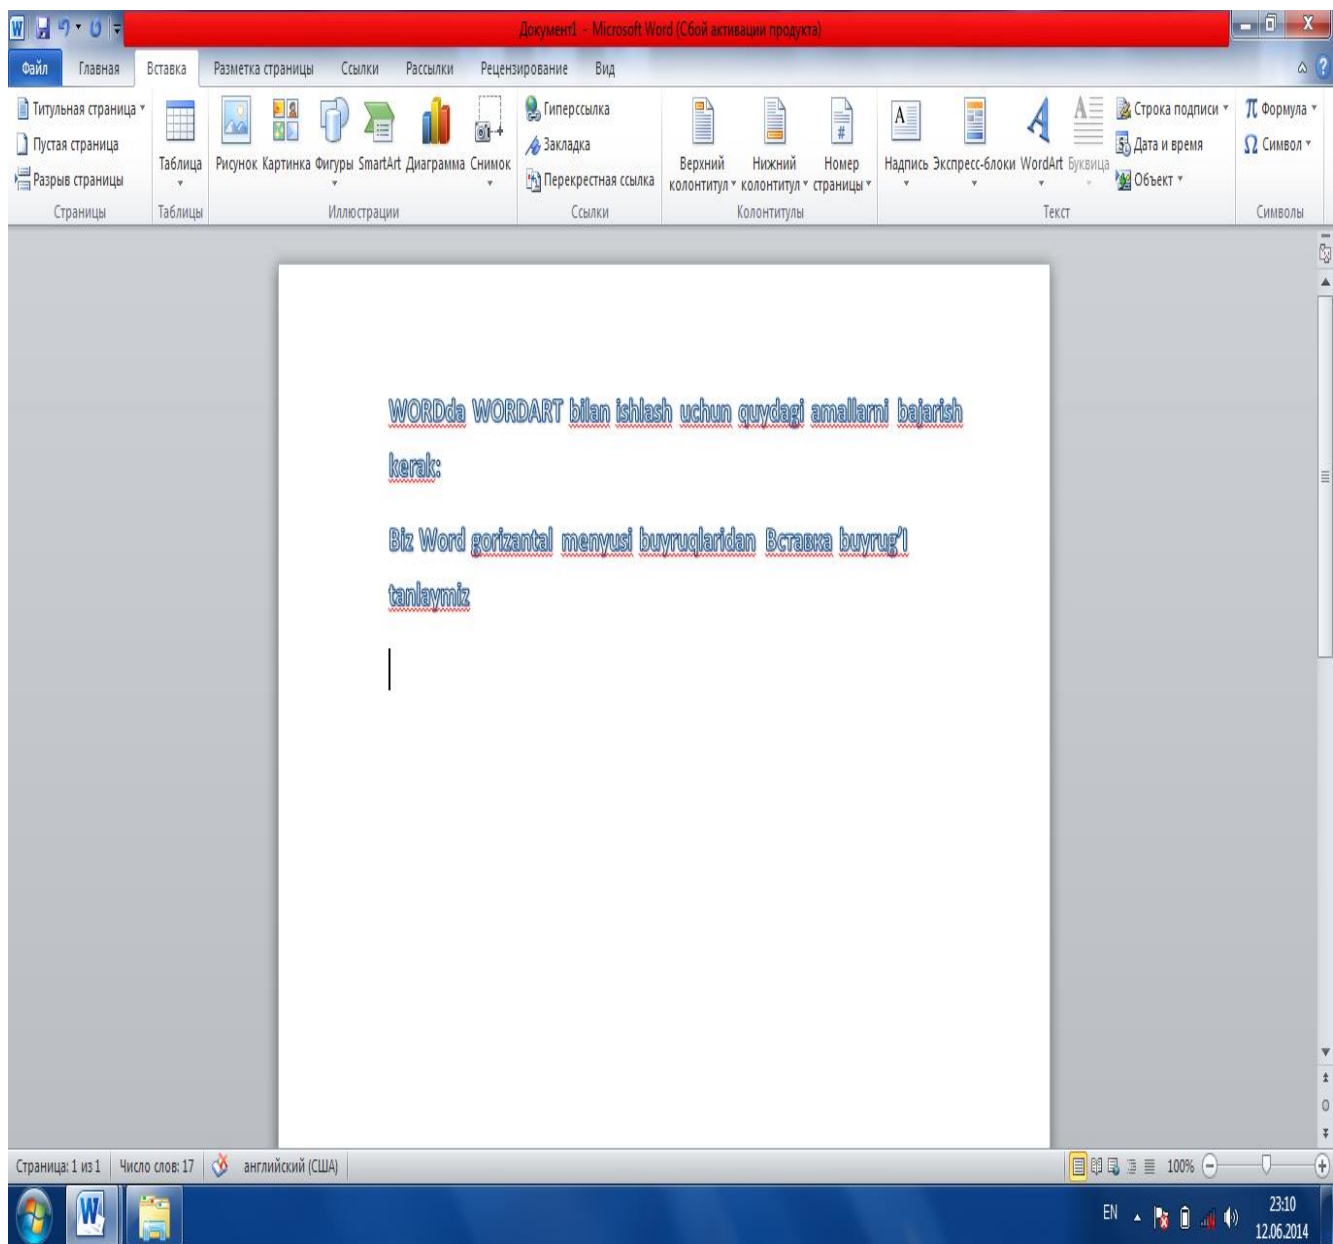 Документ1 - Microsoft Word (Сбой активации продукта)
Файл Главная Вставка Разметка страницы Ссылки Рассылки Рецензирование Вид
Титульная страница
Пустая страница
Разрыв страницы
Страницы
Таблица
Таблицы
Рисунок Картинка Фигуры SmartArt Диаграмма Снимок
Иллюстрации
Гиперссылка
Закладка
Перекрестная ссылка
Ссылки
Верхний колонтитул
Нижний колонтитул
Номер страницы
Колонтитулы
Надпись Экспресс-блоки WordArt Буквица
Строка подписи
Дата и время
Объект
Текст
π Формула
Ω Символ
Символы
WORDda WORDART bilan ishlash uchun quydagi amallarni bajarish
kerak:
Biz Word gorizantal menyusi buyruqlaridan Вставка buyrug’I
tanlaymiz
Страница: 1 из 1 Число слов: 17 английский (США) 100%
EN 23:10
12.06.2014